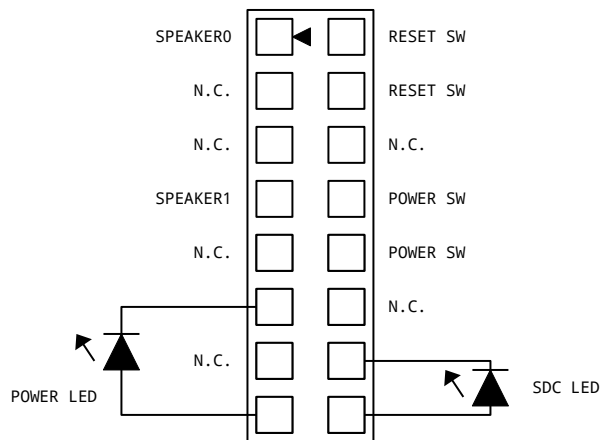 SPEAKER0
RESET SW
N.C.
RESET SW
N.C.
N.C.
SPEAKER1
POWER SW
N.C.
POWER SW
N.C.
N.C.
POWER LED
SDC LED